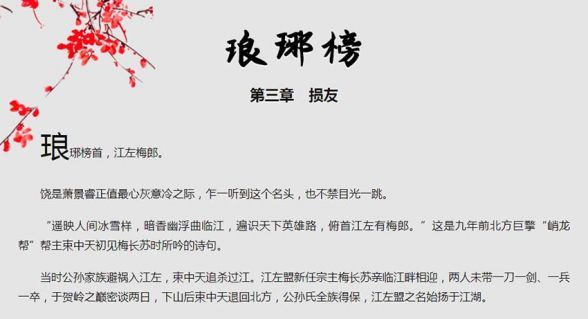 琅琊榜
第三章 损友
琅琊榜首，江左梅郎。
饶是萧景睿正值最心灰意冷之际，乍一听到这个名头，也不禁目光一跳。
“遥映人间冰雪样，暗香幽浮曲临江，遍识天下英雄路，俯首江左有梅郎。”这是九年前北方巨擘“峭龙
帮”帮主束中天初见梅长苏时所吟的诗句。
当时公孙家族避祸入江左，束中天追杀过江。江左盟新任宗主梅长苏亲临江畔相迎，两人未带一刀一剑、一兵
一卒，于贺岭之巅密谈两日，下山后束中天退回北方，公孙氏全族得保，江左盟之名始扬于江湖。